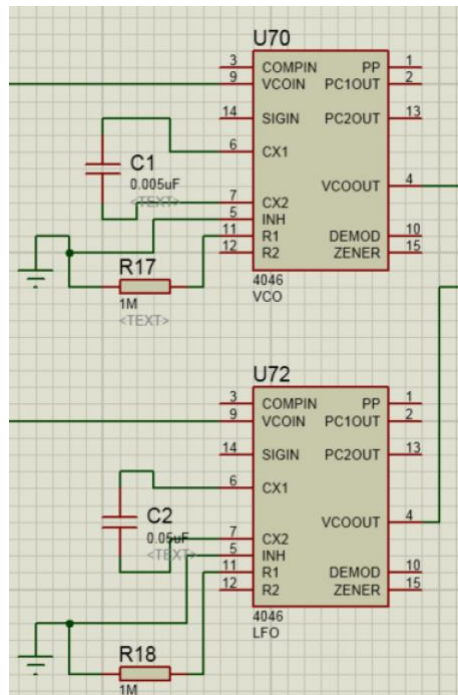 U70
3 COMPIN PP 1
9 VCOIN PC1OUT 2
14 SIGIN PC2OUT 13
6 CX1
C1
0.005uF
<TEXT>
VCOOUT 4
7 CX2
5 INH
11 R1 DEMOD 10
12 R2 ZENER 15
R17
1M
<TEXT>
4046
VCO
U72
3 COMPIN PP 1
9 VCOIN PC1OUT 2
14 SIGIN PC2OUT 13
6 CX1
C2
0.05uF
<TEXT>
VCOOUT 4
7 CX2
5 INH
11 R1 DEMOD 10
12 R2 ZENER 15
4046
LFO
R18
1M